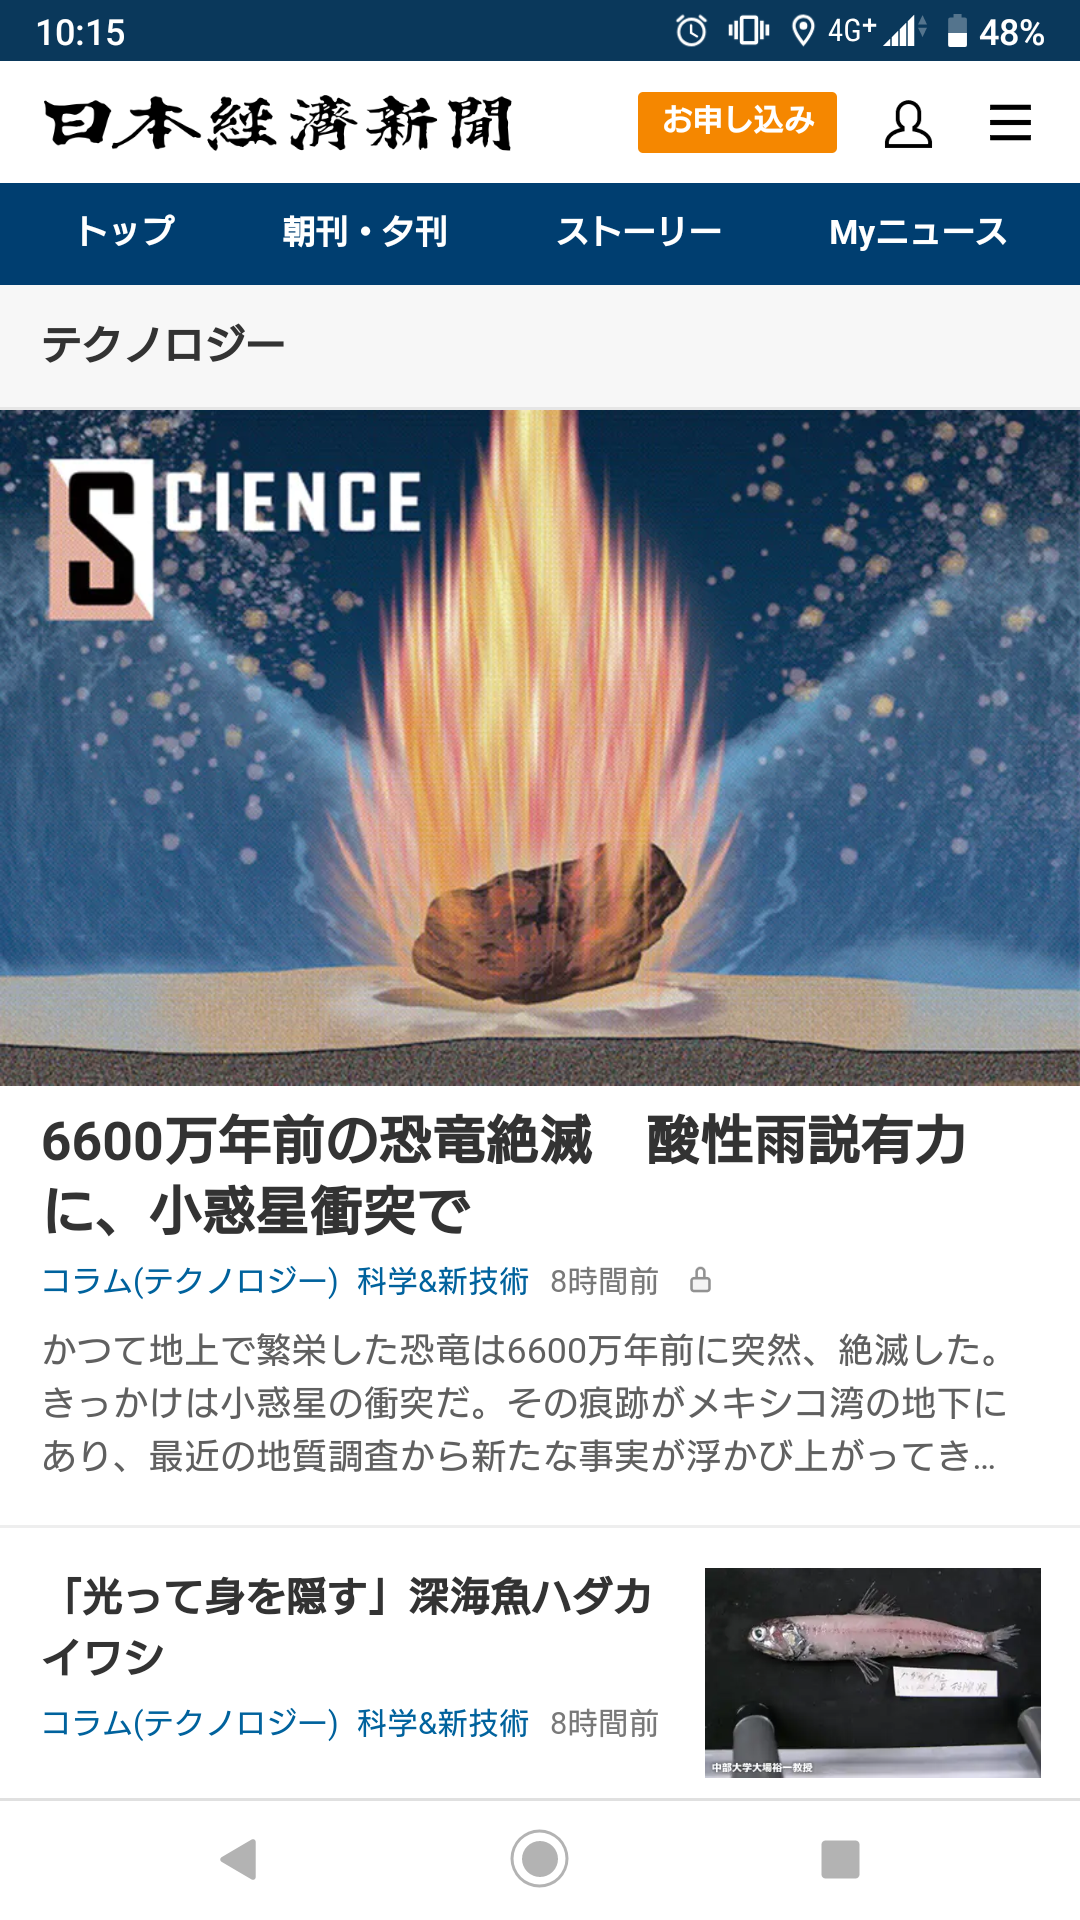 10:15
4G+
48%
日本経済新聞
お申し込み
トップ
朝刊・夕刊
ストーリー
Myニュース
テクノロジー
SCIENCE
6600万年前の恐竜絶滅　酸性雨説有力
に、小惑星衝突で
コラム(テクノロジー) 科学&新技術 8時間前
かつて地上で繁栄した恐竜は6600万年前に突然、絶滅した。
きっかけは小惑星の衝突だ。その痕跡がメキシコ湾の地下に
あり、最近の地質調査から新たな事実が浮かび上がってき...
「光って身を隠す」深海魚ハダカ
イワシ
コラム(テクノロジー) 科学&新技術 8時間前
中部大学大場裕一教授